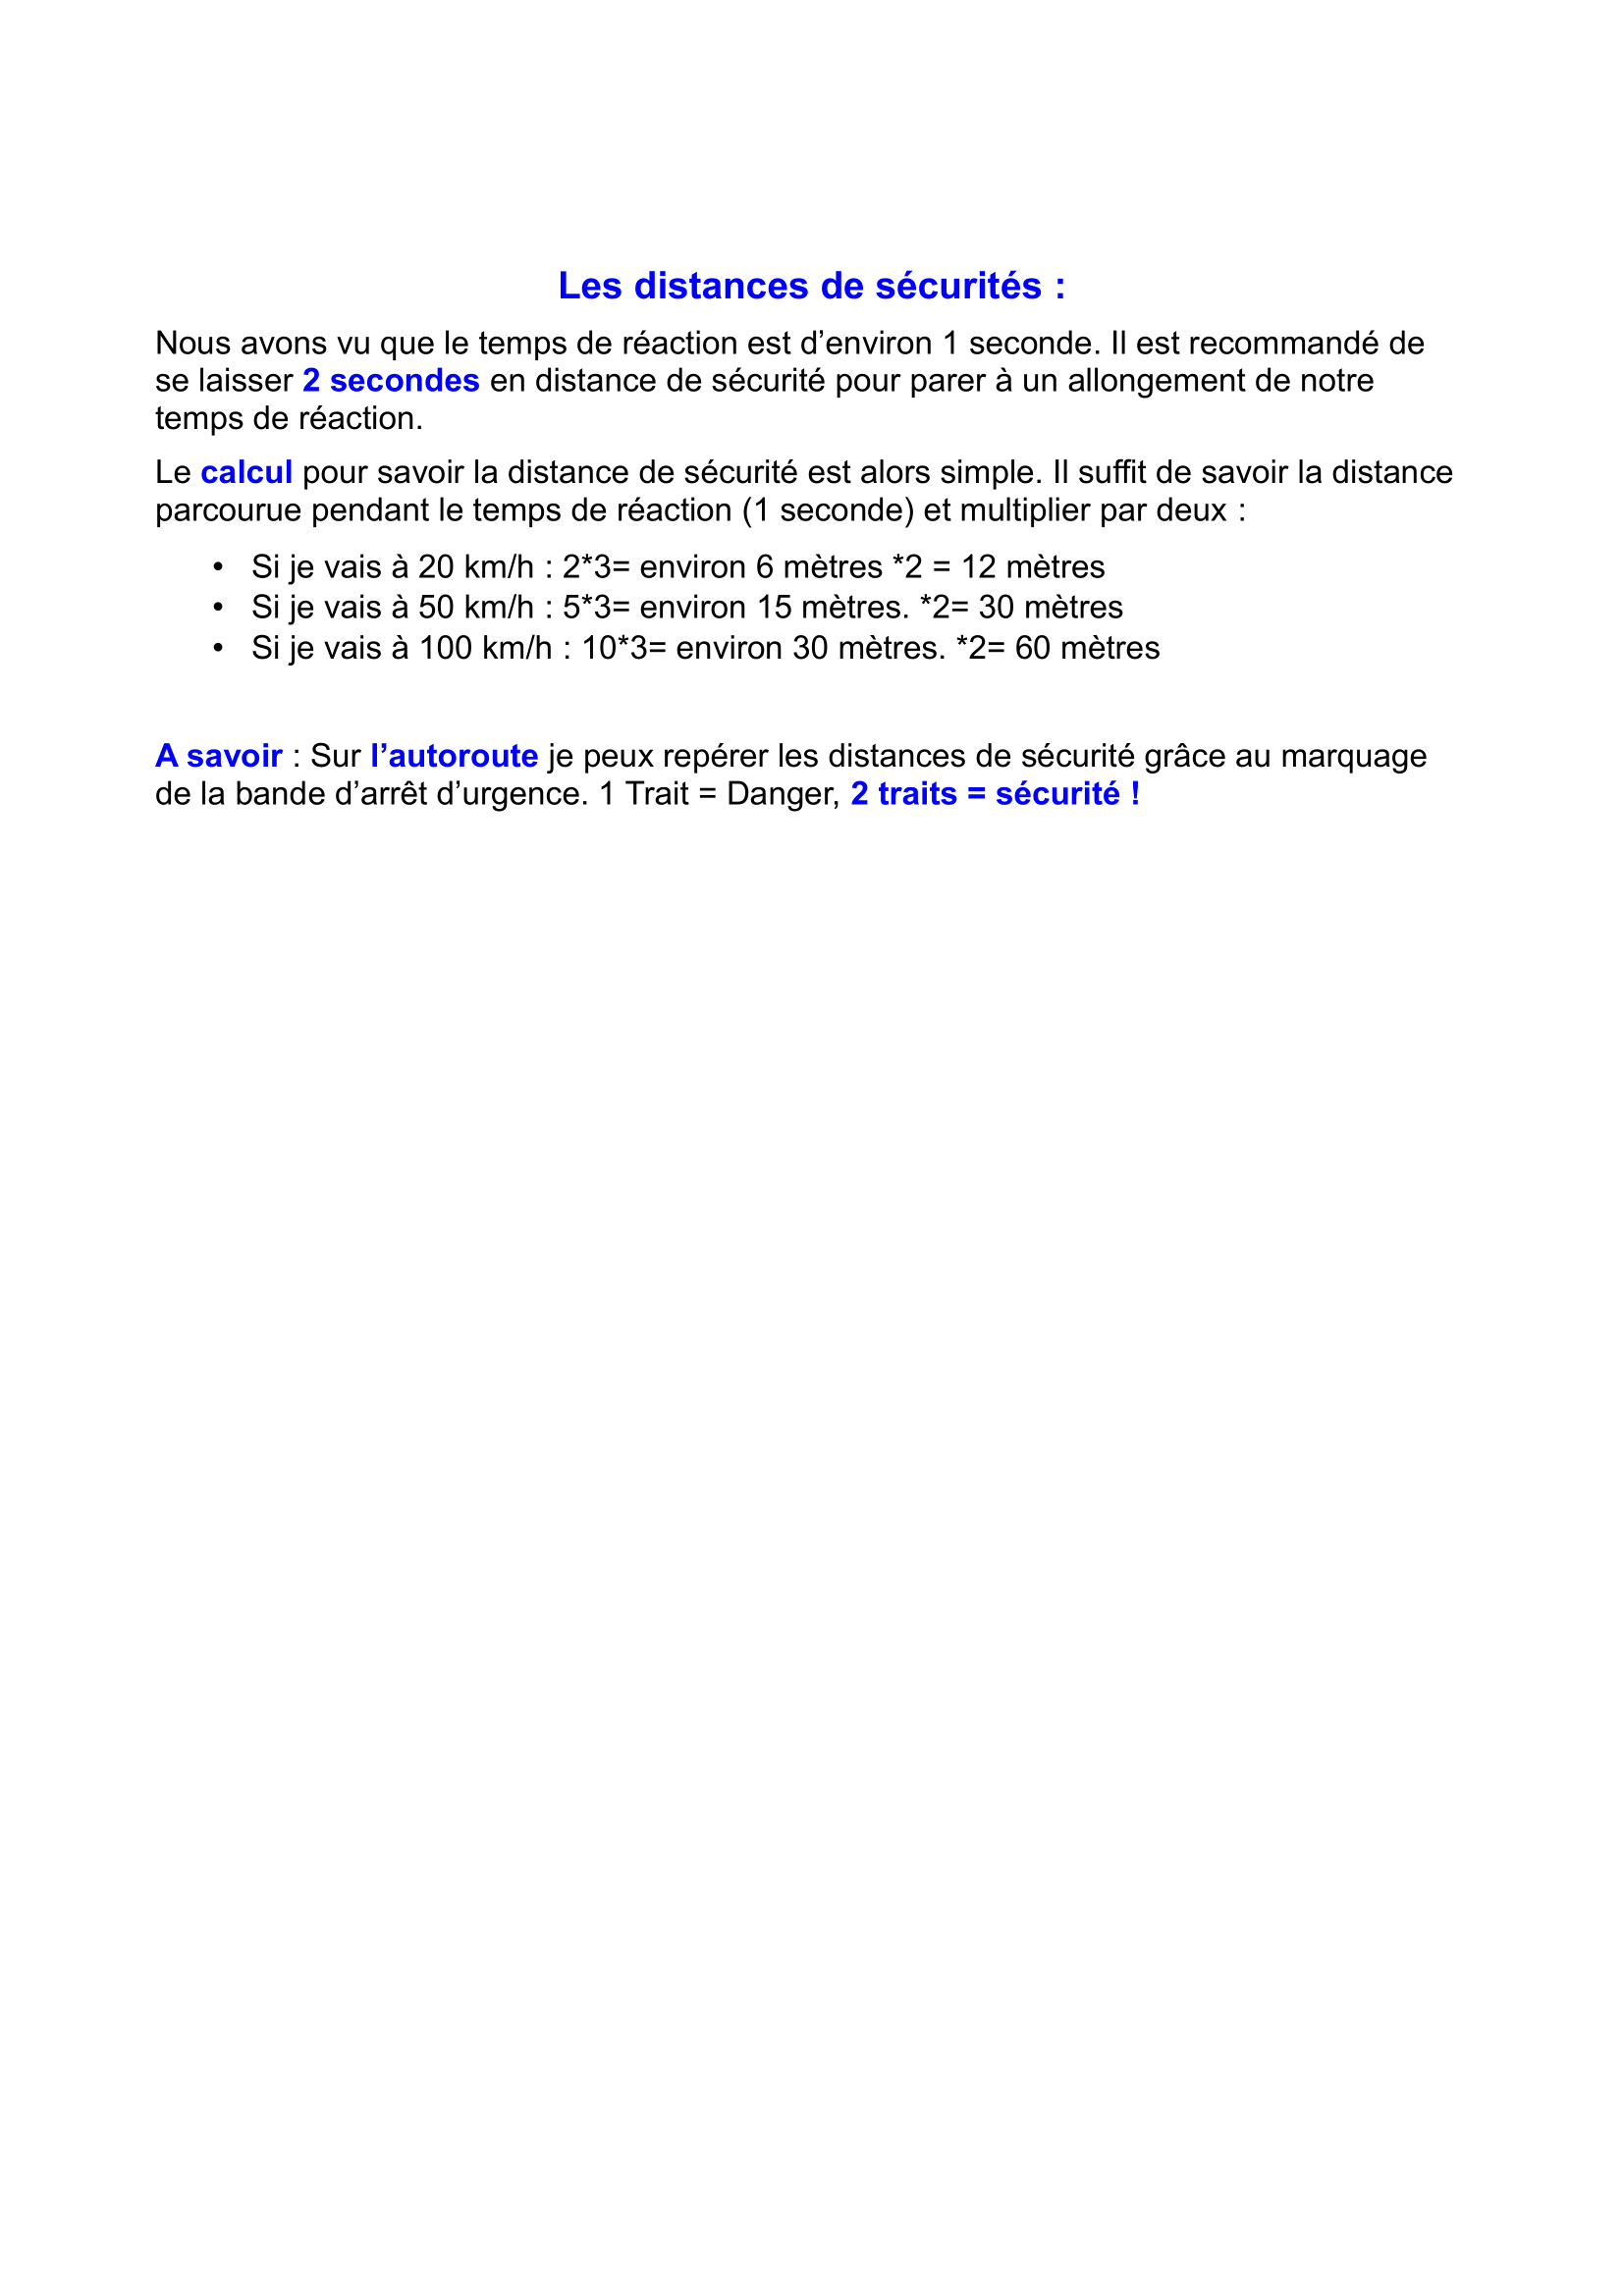 Les distances de sécurités :
Nous avons vu que le temps de réaction est d’environ 1 seconde. Il est recommandé de
se laisser 2 secondes en distance de sécurité pour parer à un allongement de notre
temps de réaction.
Le calcul pour savoir la distance de sécurité est alors simple. Il suffit de savoir la distance
parcourue pendant le temps de réaction (1 seconde) et multiplier par deux :
• Si je vais à 20 km/h : 2*3= environ 6 mètres *2 = 12 mètres
• Si je vais à 50 km/h : 5*3= environ 15 mètres. *2= 30 mètres
• Si je vais à 100 km/h : 10*3= environ 30 mètres. *2= 60 mètres
A savoir : Sur l’autoroute je peux repérer les distances de sécurité grâce au marquage
de la bande d’arrêt d’urgence. 1 Trait = Danger, 2 traits = sécurité !